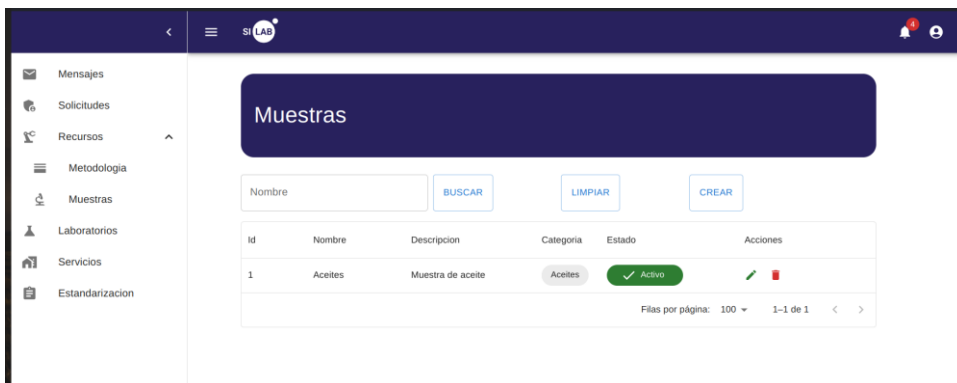 SI LAB
4
Mensajes
Solicitudes
Recursos
Metodologia
Muestras
Laboratorios
Servicios
Estandarizacion
Muestras
Nombre BUSCAR LIMPIAR CREAR
Id Nombre Descripcion Categoria Estado Acciones
1 Aceites Muestra de aceite Aceites Activo
Filas por página: 100 1–1 de 1